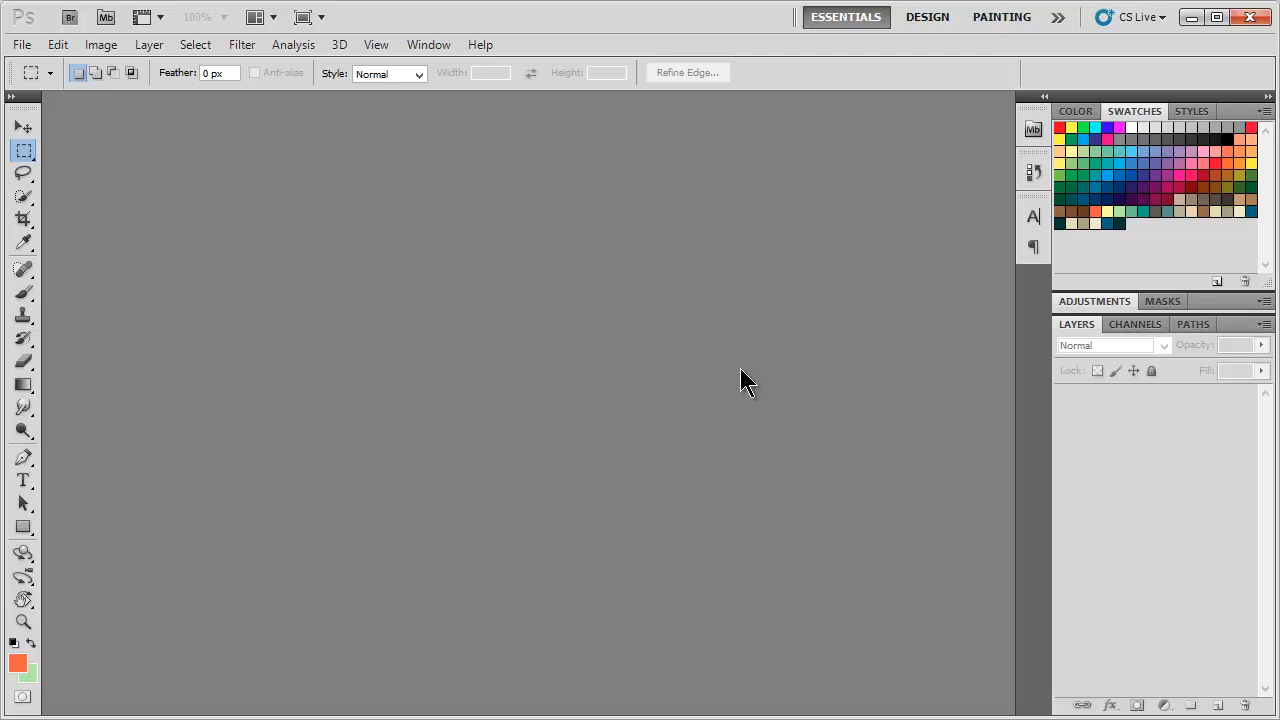 Ps Br Mb 100% ESSENTIALS DESIGN PAINTING CS Live
File Edit Image Layer Select Filter Analysis 3D View Window Help
Feather: 0 px Anti-alias Style: Normal Width: Height: Refine Edge...
COLOR SWATCHES STYLES
Mb
A
ADJUSTMENTS MASKS
LAYERS CHANNELS PATHS
Normal Opacity:
Lock: Fill:
T
fx